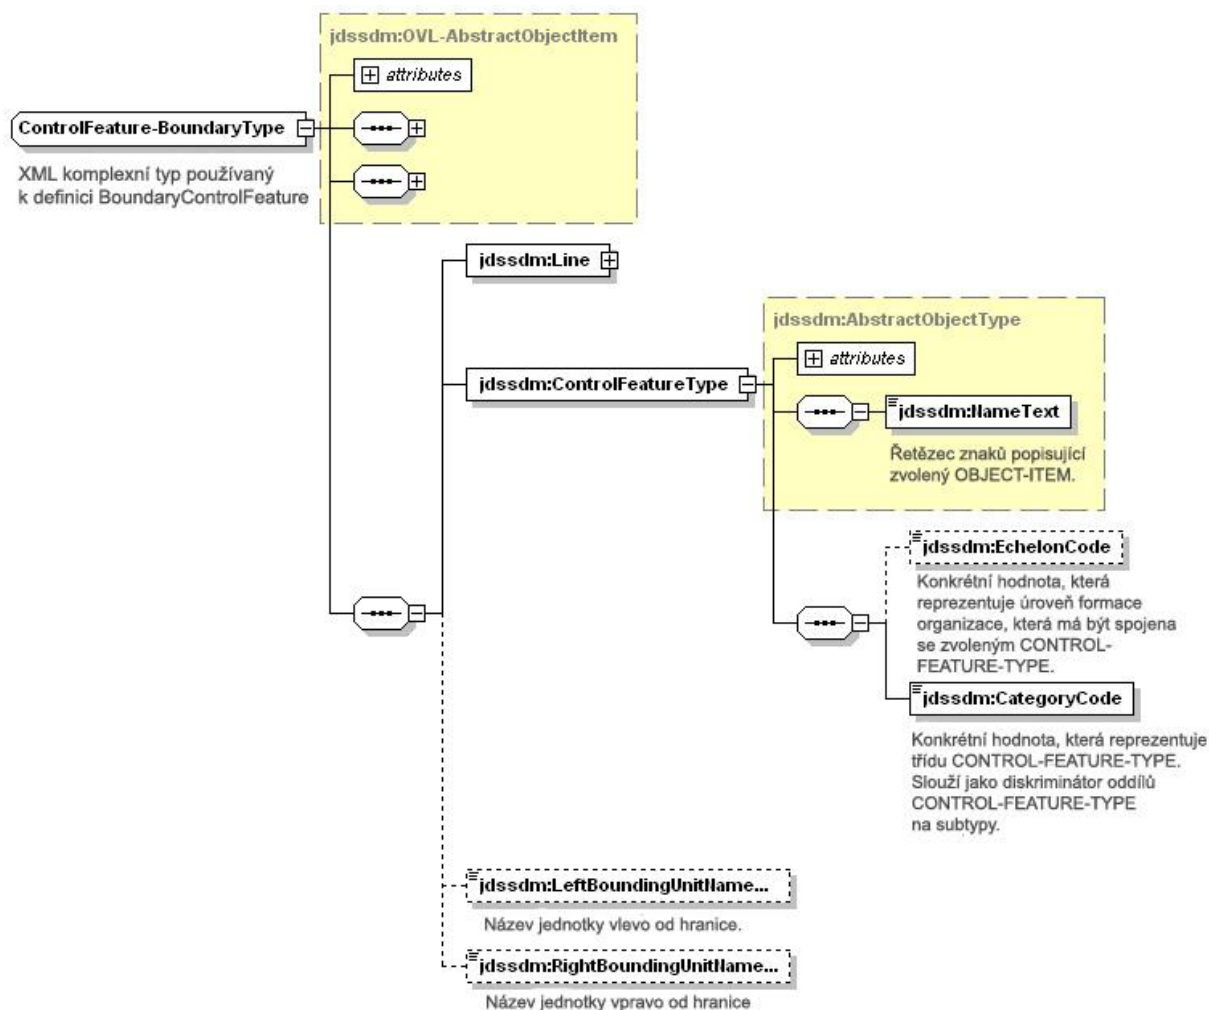 jdssdm:OVL-AbstractObjectItem
attributes
ControlFeature-BoundaryType
XML komplexní typ používaný
k definici BoundaryControlFeature
jdssdm:Line
jdssdm:ControlFeatureType
jdssdm:AbstractObjectType
attributes
jdssdm:NameText
Řetězec znaků popisující
zvolený OBJECT-ITEM.
jdssdm:EchelonCode
Konkrétní hodnota, která
reprezentuje úroveň formace
organizace, která má být spojena
se zvoleným CONTROL-
FEATURE-TYPE.
jdssdm:CategoryCode
Konkrétní hodnota, která reprezentuje
třídu CONTROL-FEATURE-TYPE.
Slouží jako diskriminátor oddílů
CONTROL-FEATURE-TYPE
na subtypy.
jdssdm:LeftBoundingUnitName...
Název jednotky vlevo od hranice.
jdssdm:RightBoundingUnitName...
Název jednotky vpravo od hranice